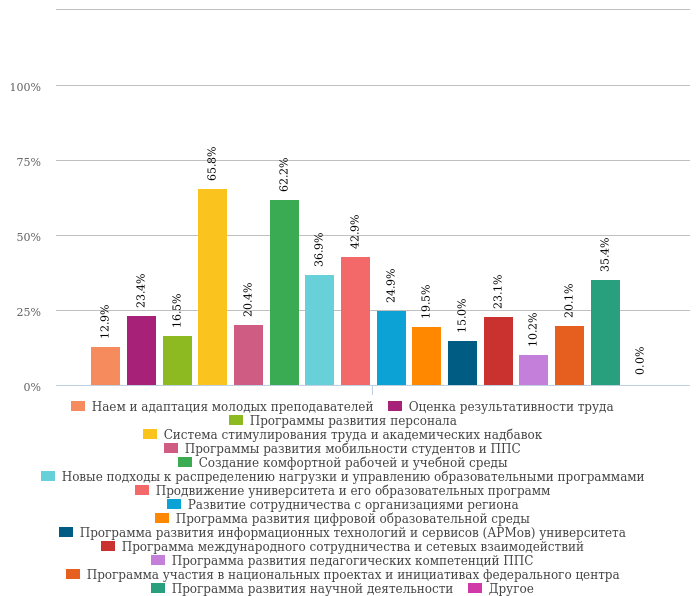 100%
75%
50%
25%
0%
12.9%
23.4%
16.5%
65.8%
20.4%
62.2%
36.9%
42.9%
24.9%
19.5%
15.0%
23.1%
10.2%
20.1%
35.4%
0.0%
Наем и адаптация молодых преподавателей Оценка результативности труда
Программы развития персонала
Система стимулирования труда и академических надбавок
Программы развития мобильности студентов и ППС
Создание комфортной рабочей и учебной среды
Новые подходы к распределению нагрузки и управлению образовательными программами
Продвижение университета и его образовательных программ
Развитие сотрудничества с организациями региона
Программа развития цифровой образовательной среды
Программа развития информационных технологий и сервисов (АРМов) университета
Программа международного сотрудничества и сетевых взаимодействий
Программа развития педагогических компетенций ППС
Программа участия в национальных проектах и инициативах федерального центра
Программа развития научной деятельности Другое